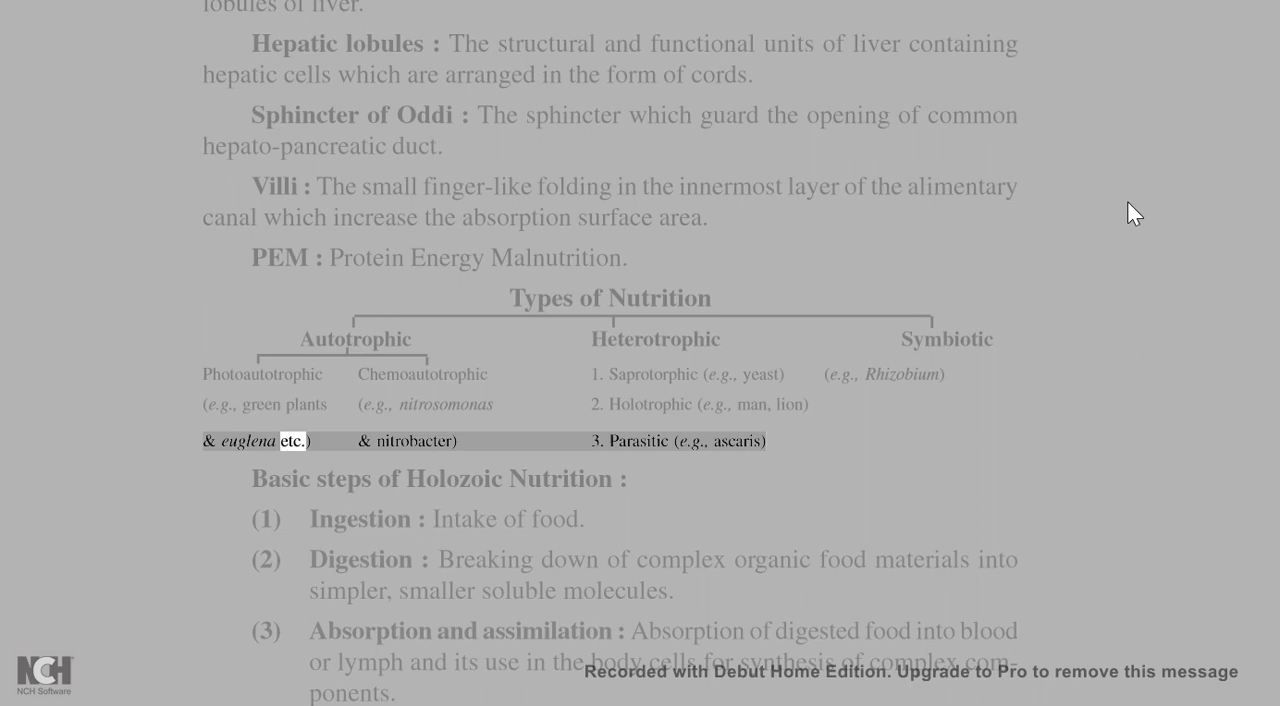 lobules of liver.
Hepatic lobules : The structural and functional units of liver containing
hepatic cells which are arranged in the form of cords.
Sphincter of Oddi : The sphincter which guard the opening of common
hepato-pancreatic duct.
Villi : The small finger-like folding in the innermost layer of the alimentary
canal which increase the absorption surface area.
PEM : Protein Energy Malnutrition.
Types of Nutrition
Autotrophic Heterotrophic Symbiotic
Photoautotrophic Chemoautotrophic 1. Saprotorphic (e.g., yeast) (e.g., Rhizobium)
(e.g., green plants (e.g., nitrosomonas 2. Holotrophic (e.g., man, lion)
& euglena etc.) & nitrobacter) 3. Parasitic (e.g., ascaris)
Basic steps of Holozoic Nutrition :
(1) Ingestion : Intake of food.
(2) Digestion : Breaking down of complex organic food materials into
simpler, smaller soluble molecules.
(3) Absorption and assimilation : Absorption of digested food into blood
or lymph and its use in the body cells for synthesis of complex com-
ponents.
NCH
NCH Software
Recorded with Debut Home Edition. Upgrade to Pro to remove this message